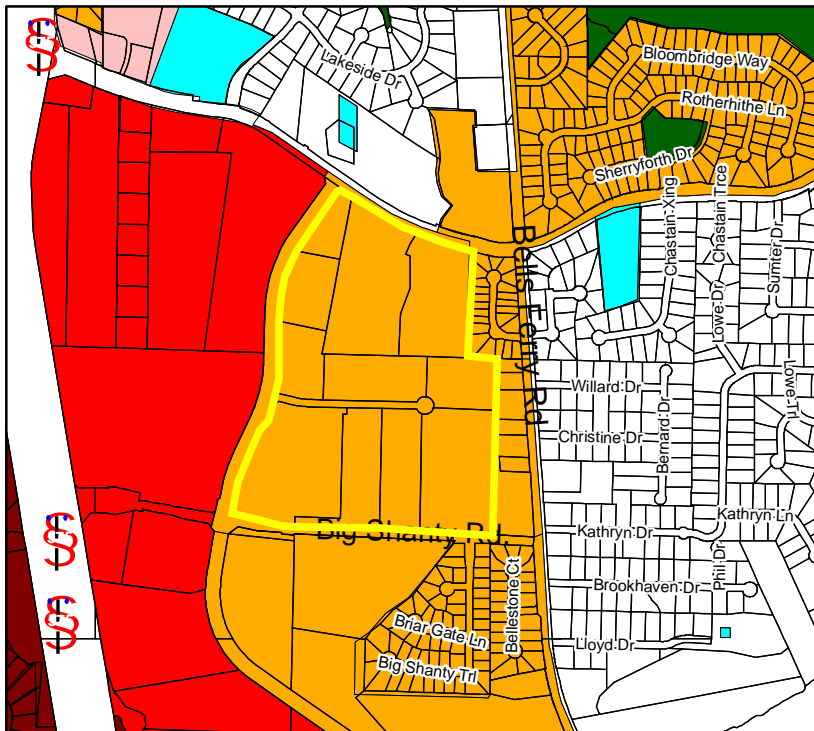 Bloombridge Way
Lakeside Dr
Rotherhithe Ln
Sherryforth Dr
Chastain Xing
Chastain Trce
Sumter Dr
Bells Ferry Rd
Lowe Dr
Lowe Trl
Willard Dr
Bernard Dr
Christine Dr
Kathryn Ln
Big Shanty Rd,
Kathryn Dr
Phil Dr
Bellestone Ct
Brookhaven Dr
Briar Gate Ln
Lloyd Dr
Big Shanty Trl